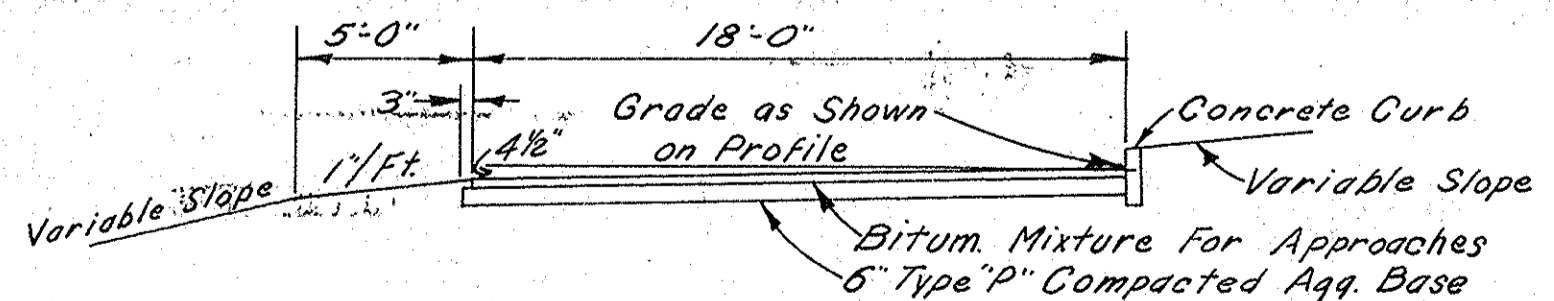 5'-0"
18'-0"
3"
Grade as Shown
on Profile
Concrete Curb
4½"
1"/Ft.
Variable Slope
Variable Slope
Bitum. Mixture For Approaches
6" Type "P" Compacted Agg. Base